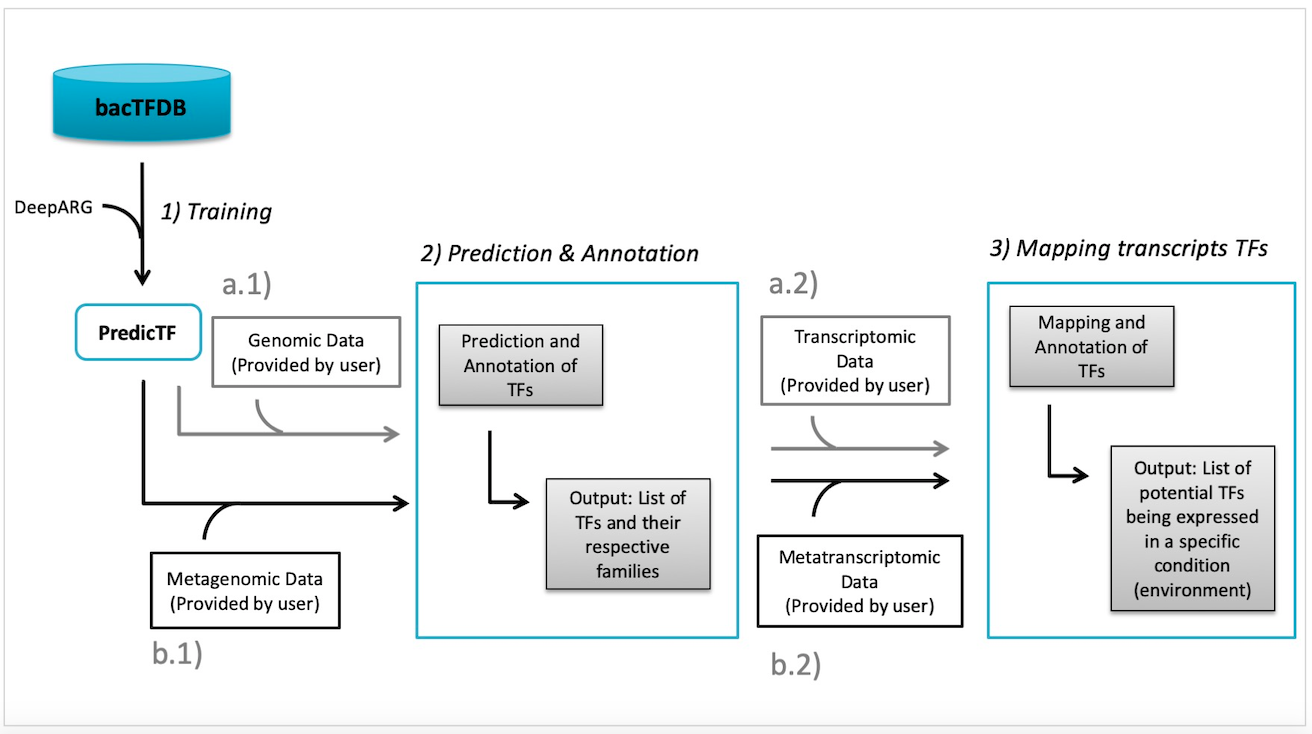 bacTFDB
DeepARG
1) Training
PredicTF
a.1)
Genomic Data
(Provided by user)
Metagenomic Data
(Provided by user)
b.1)
2) Prediction & Annotation
Prediction and
Annotation of
TFs
Output: List of
TFs and their
respective
families
a.2)
Transcriptomic
Data
(Provided by user)
Metatranscriptomic
Data
(Provided by user)
b.2)
3) Mapping transcripts TFs
Mapping and
Annotation of
TFs
Output: List of
potential TFs
being expressed
in a specific
condition
(environment)